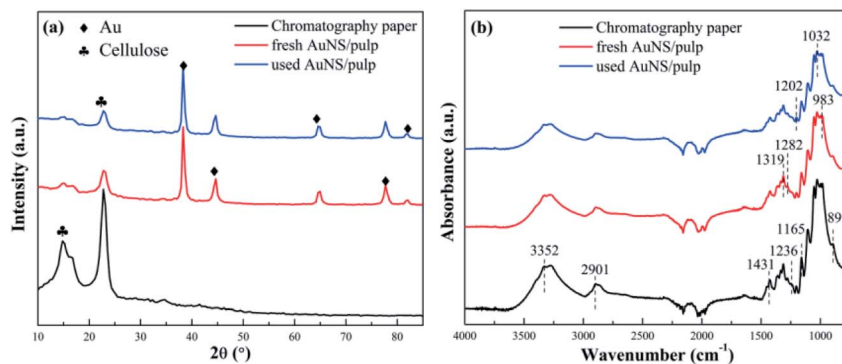 (a)
Au
Cellulose
Chromatography paper
fresh AuNS/pulp
used AuNS/pulp
Intensity (a.u.)
10 20 30 40 50 60 70 80
2θ (°)
(b)
Chromatography paper
fresh AuNS/pulp
used AuNS/pulp
Absorbance (a.u.)
1032
1202
983
1282
1319
1165
89
3352
2901
1431
1236
4000 3500 3000 2500 2000 1500 1000
Wavenumber (cm⁻¹)